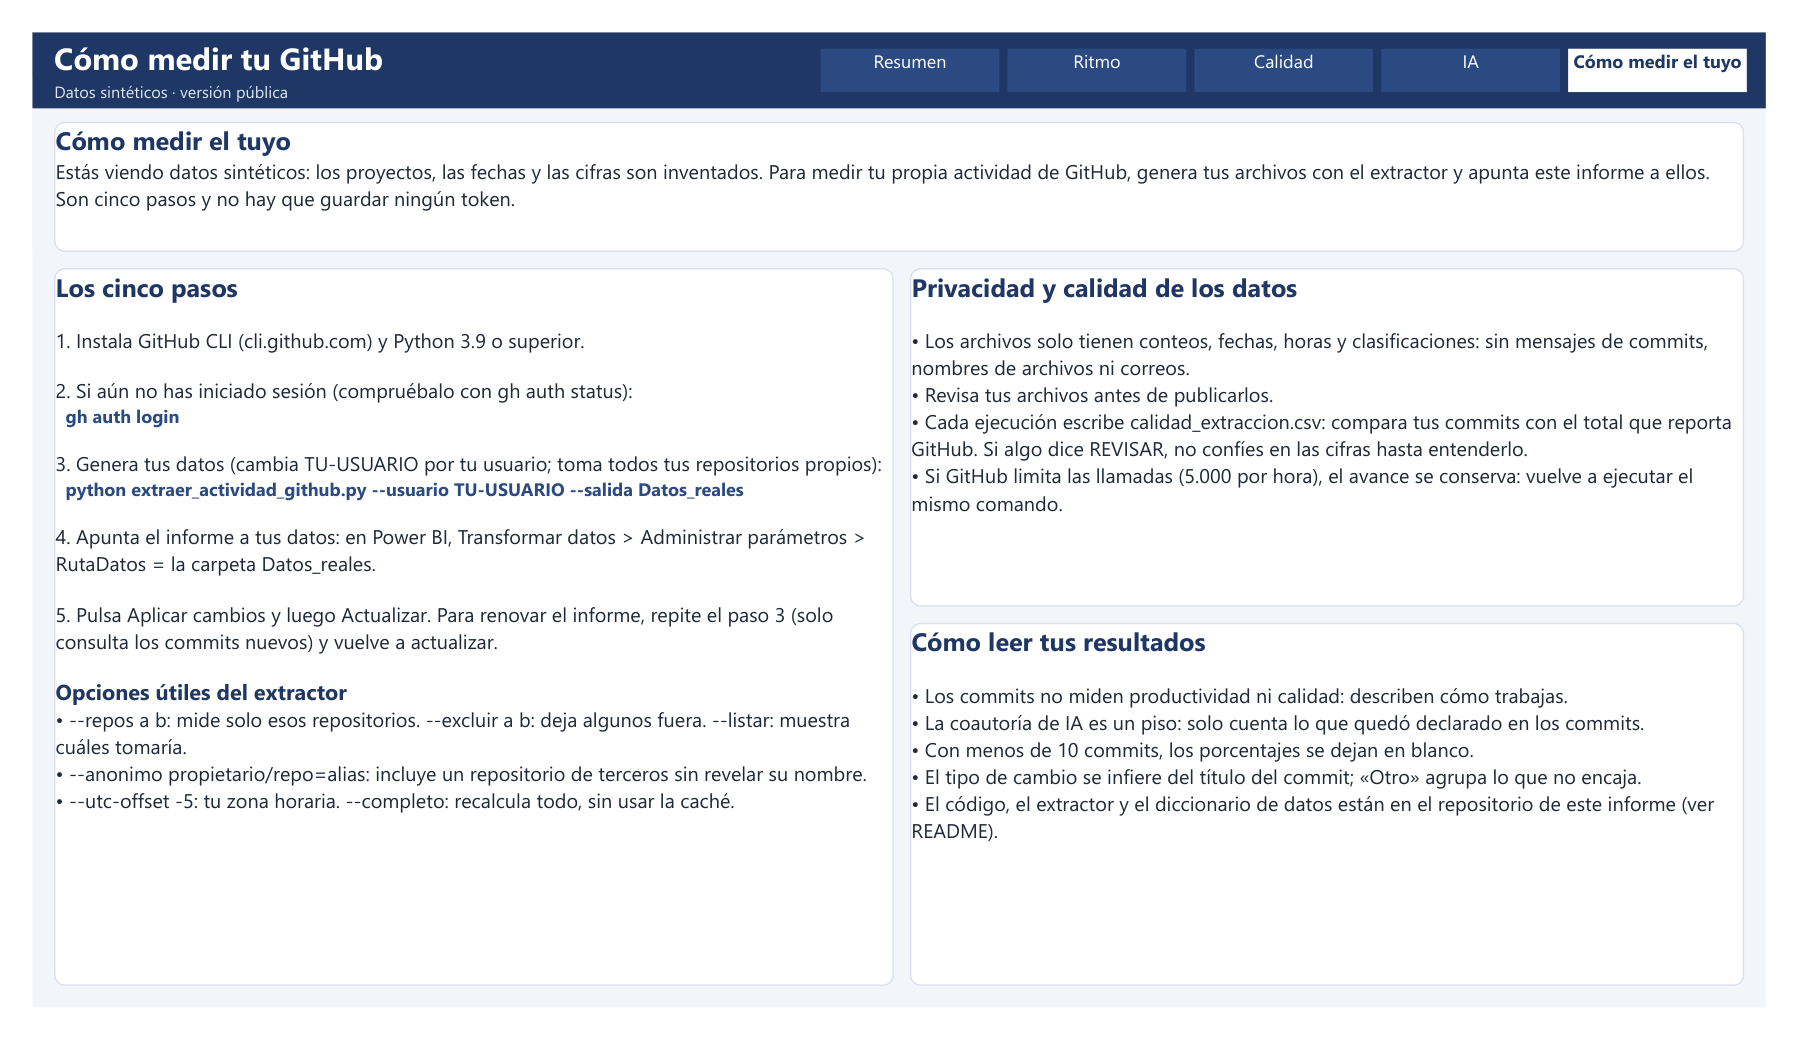 Cómo medir tu GitHub
Datos sintéticos · versión pública
Resumen
Ritmo
Calidad
IA
Cómo medir el tuyo
Cómo medir el tuyo
Estás viendo datos sintéticos: los proyectos, las fechas y las cifras son inventados. Para medir tu propia actividad de GitHub, genera tus archivos con el extractor y apunta este informe a ellos.
Son cinco pasos y no hay que guardar ningún token.
Los cinco pasos
1. Instala GitHub CLI (cli.github.com) y Python 3.9 o superior.
2. Si aún no has iniciado sesión (compruébalo con gh auth status):
gh auth login
3. Genera tus datos (cambia TU-USUARIO por tu usuario; toma todos tus repositorios propios):
python extraer_actividad_github.py --usuario TU-USUARIO --salida Datos_reales
4. Apunta el informe a tus datos: en Power BI, Transformar datos > Administrar parámetros >
RutaDatos = la carpeta Datos_reales.
5. Pulsa Aplicar cambios y luego Actualizar. Para renovar el informe, repite el paso 3 (solo
consulta los commits nuevos) y vuelve a actualizar.
Opciones útiles del extractor
• --repos a b: mide solo esos repositorios. --excluir a b: deja algunos fuera. --listar: muestra
cuáles tomaría.
• --anonimo propietario/repo=alias: incluye un repositorio de terceros sin revelar su nombre.
• --utc-offset -5: tu zona horaria. --completo: recalcula todo, sin usar la caché.
Privacidad y calidad de los datos
• Los archivos solo tienen conteos, fechas, horas y clasificaciones: sin mensajes de commits,
nombres de archivos ni correos.
• Revisa tus archivos antes de publicarlos.
• Cada ejecución escribe calidad_extraccion.csv: compara tus commits con el total que reporta
GitHub. Si algo dice REVISAR, no confíes en las cifras hasta entenderlo.
• Si GitHub limita las llamadas (5.000 por hora), el avance se conserva: vuelve a ejecutar el
mismo comando.
Cómo leer tus resultados
• Los commits no miden productividad ni calidad: describen cómo trabajas.
• La coautoría de IA es un piso: solo cuenta lo que quedó declarado en los commits.
• Con menos de 10 commits, los porcentajes se dejan en blanco.
• El tipo de cambio se infiere del título del commit; «Otro» agrupa lo que no encaja.
• El código, el extractor y el diccionario de datos están en el repositorio de este informe (ver
README).